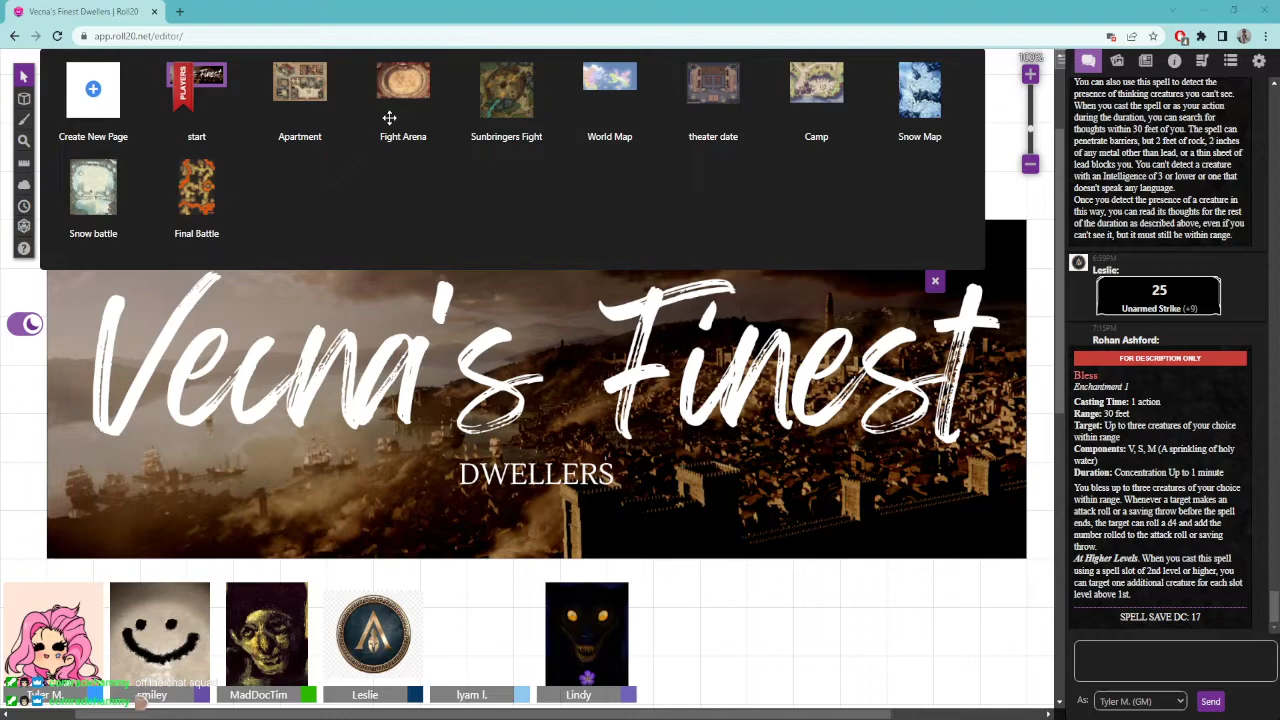 Vecna's Finest Dwellers | Roll20
app.roll20.net/editor/
100%
PLAYERS
Create New Page
start
Apartment
Fight Arena
Sunbringers Fight
World Map
theater date
Camp
Snow Map
Snow battle
Final Battle
Vecna's Finest
DWELLERS
Tyler M.
smiley
MadDocTim
Leslie
lyam l.
Lindy
off the chat squad
You can also use this spell to detect the
presence of thinking creatures you can't see.
When you cast the spell or as your action
during the duration, you can search for
thoughts within 30 feet of you. The spell can
penetrate barriers, but 2 feet of rock, 2 inches
of any metal other than lead, or a thin sheet of
lead blocks you. You can't detect a creature
with an Intelligence of 3 or lower or one that
doesn't speak any language.
Once you detect the presence of a creature in
this way, you can read its thoughts for the rest
of the duration as described above, even if you
can't see it, but it must still be within range.
6:59PM
Leslie:
25
Unarmed Strike (+9)
7:15PM
Rohan Ashford:
FOR DESCRIPTION ONLY
Bless
Enchantment 1
Casting Time: 1 action
Range: 30 feet
Target: Up to three creatures of your choice
within range
Components: V, S, M (A sprinkling of holy
water)
Duration: Concentration Up to 1 minute
You bless up to three creatures of your choice
within range. Whenever a target makes an
attack roll or a saving throw before the spell
ends, the target can roll a d4 and add the
number rolled to the attack roll or saving
throw.
At Higher Levels. When you cast this spell
using a spell slot of 2nd level or higher, you
can target one additional creature for each slot
level above 1st.
SPELL SAVE DC: 17
As:
Tyler M. (GM)
Send